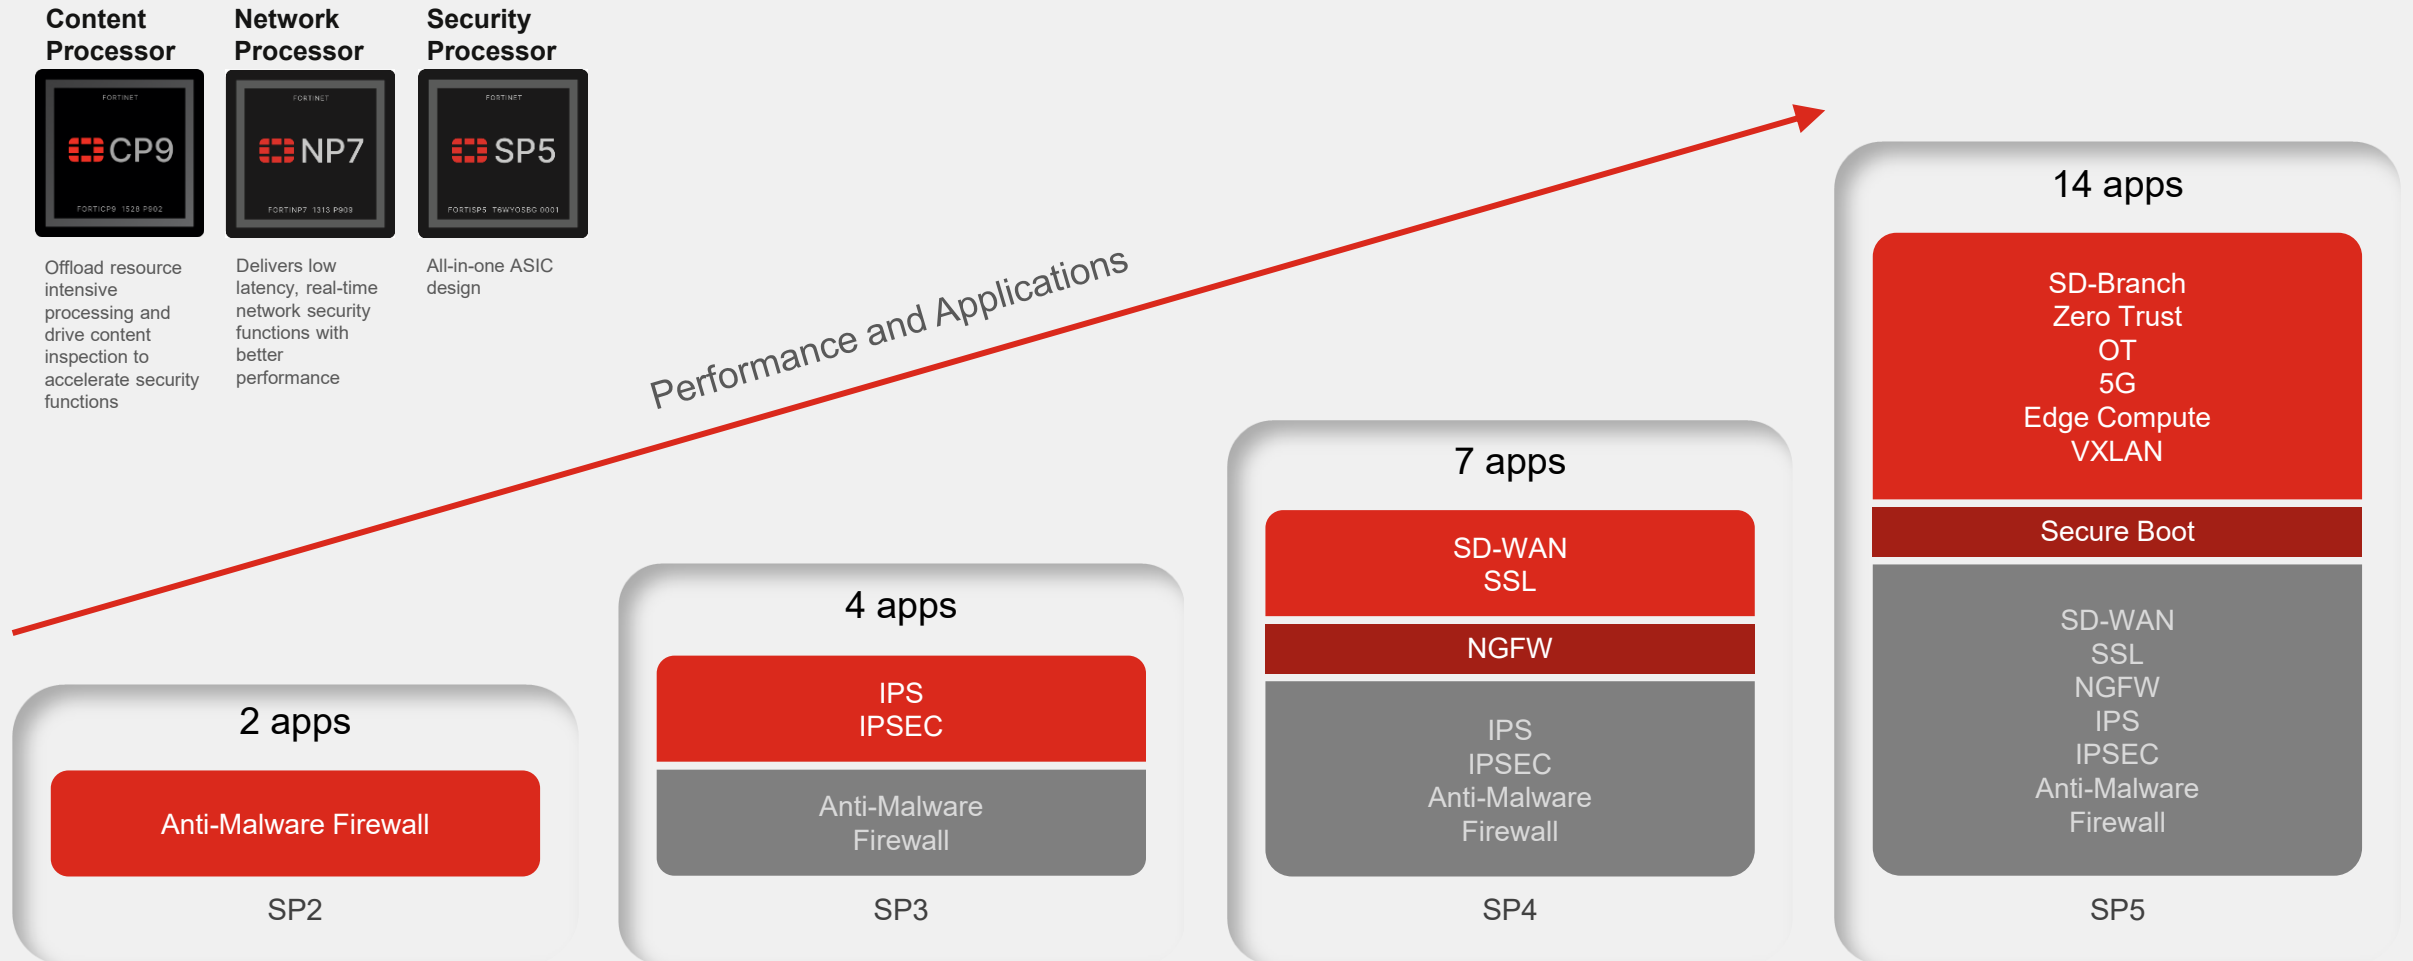 Content
Processor
FORTINET
CP9
FORTICP9 1528 P902
Offload resource
intensive
processing and
drive content
inspection to
accelerate security
functions
Network
Processor
FORTINET
NP7
FORTINP7 1313 P909
Delivers low
latency, real-time
network security
functions with
better
performance
Security
Processor
FORTINET
SP5
FORTISP5 T6WYO5BG 0001
All-in-one ASIC
design
Performance and Applications
2 apps
Anti-Malware Firewall
SP2
4 apps
IPS
IPSEC
Anti-Malware
Firewall
SP3
7 apps
SD-WAN
SSL
NGFW
IPS
IPSEC
Anti-Malware
Firewall
SP4
14 apps
SD-Branch
Zero Trust
OT
5G
Edge Compute
VXLAN
Secure Boot
SD-WAN
SSL
NGFW
IPS
IPSEC
Anti-Malware
Firewall
SP5